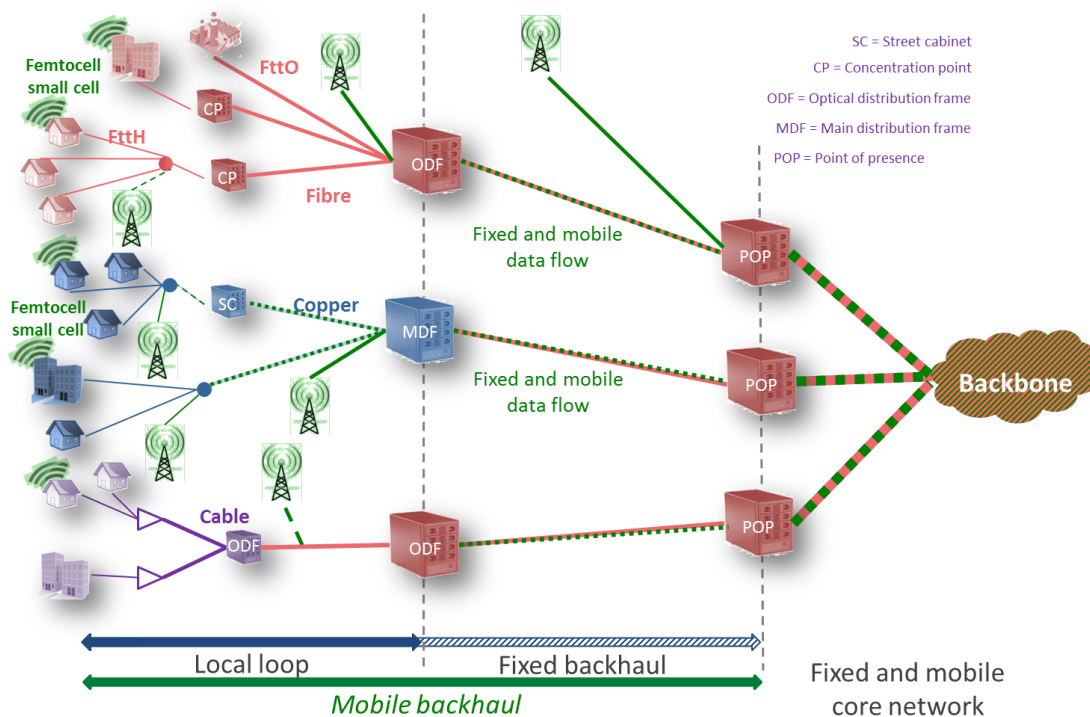 SC = Street cabinet
CP = Concentration point
ODF = Optical distribution frame
MDF = Main distribution frame
POP = Point of presence
Femtocell
small cell
FttO
CP
FttH
CP
Fibre
ODF
Fixed and mobile
data flow
POP
Femtocell
small cell
SC
Copper
MDF
Fixed and mobile
data flow
POP
Backbone
Cable
ODF
ODF
POP
Local loop
Fixed backhaul
Mobile backhaul
Fixed and mobile
core network